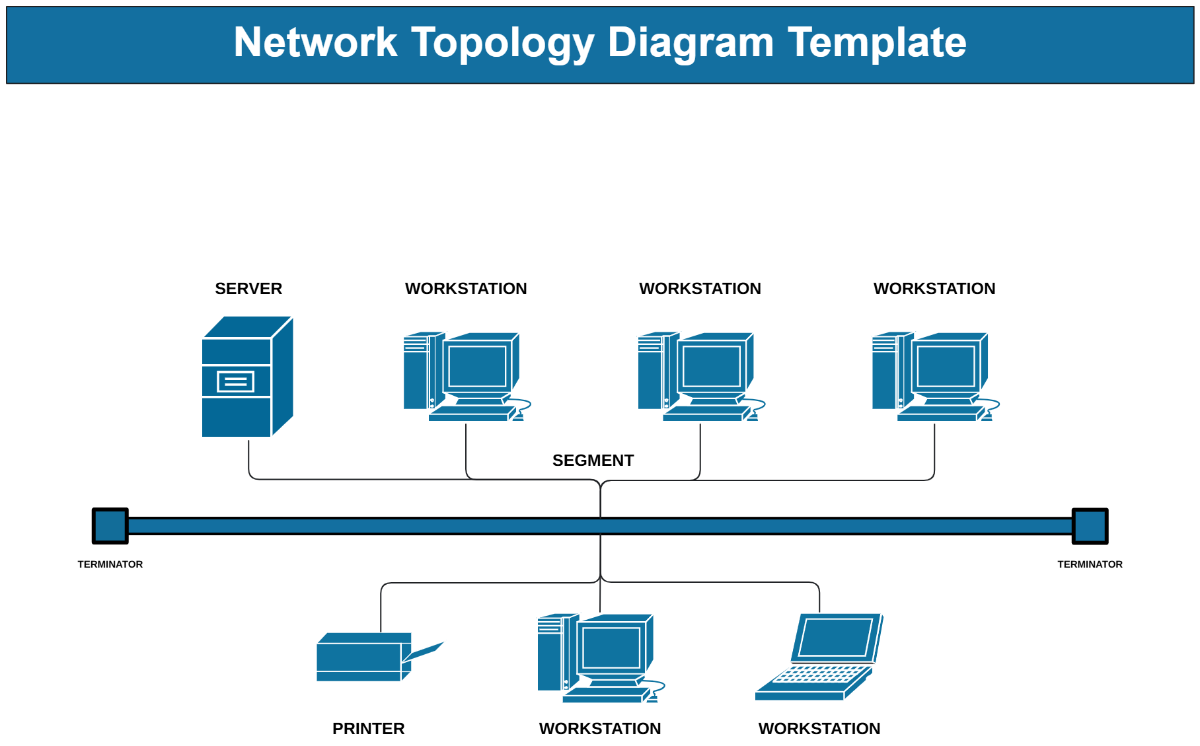 Network Topology Diagram Template
SERVER
WORKSTATION
WORKSTATION
WORKSTATION
SEGMENT
TERMINATOR
TERMINATOR
PRINTER
WORKSTATION
WORKSTATION